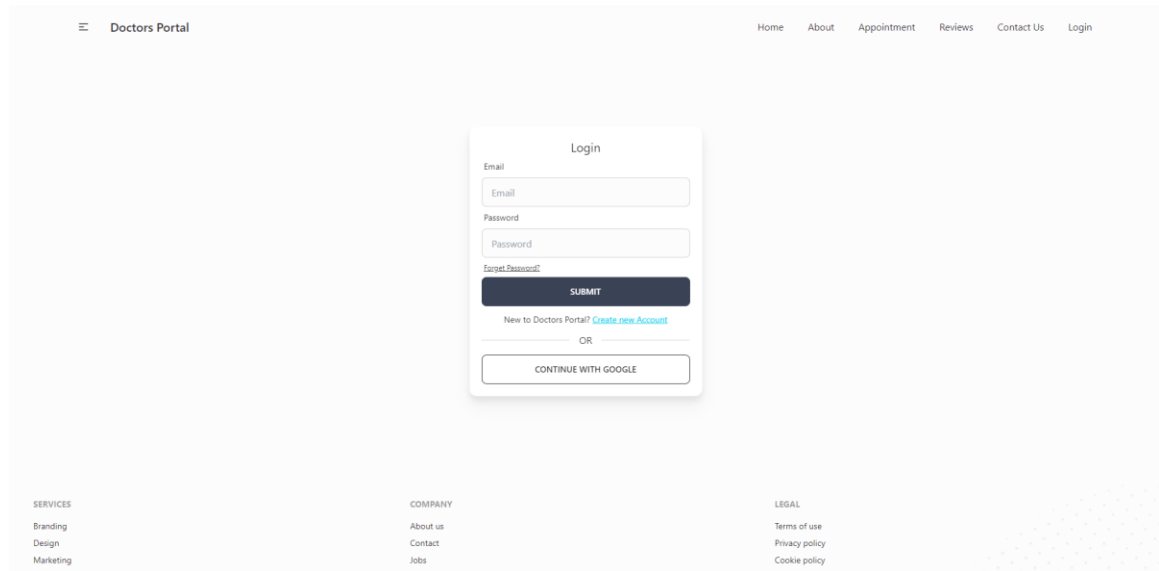 Doctors Portal Home About Appointment Reviews Contact Us Login
Login
Email
Email
Password
Password
Forget Password?
SUBMIT
New to Doctors Portal? Create new Account
OR
CONTINUE WITH GOOGLE
SERVICES COMPANY LEGAL
Branding About us Terms of use
Design Contact Privacy policy
Marketing Jobs Cookie policy